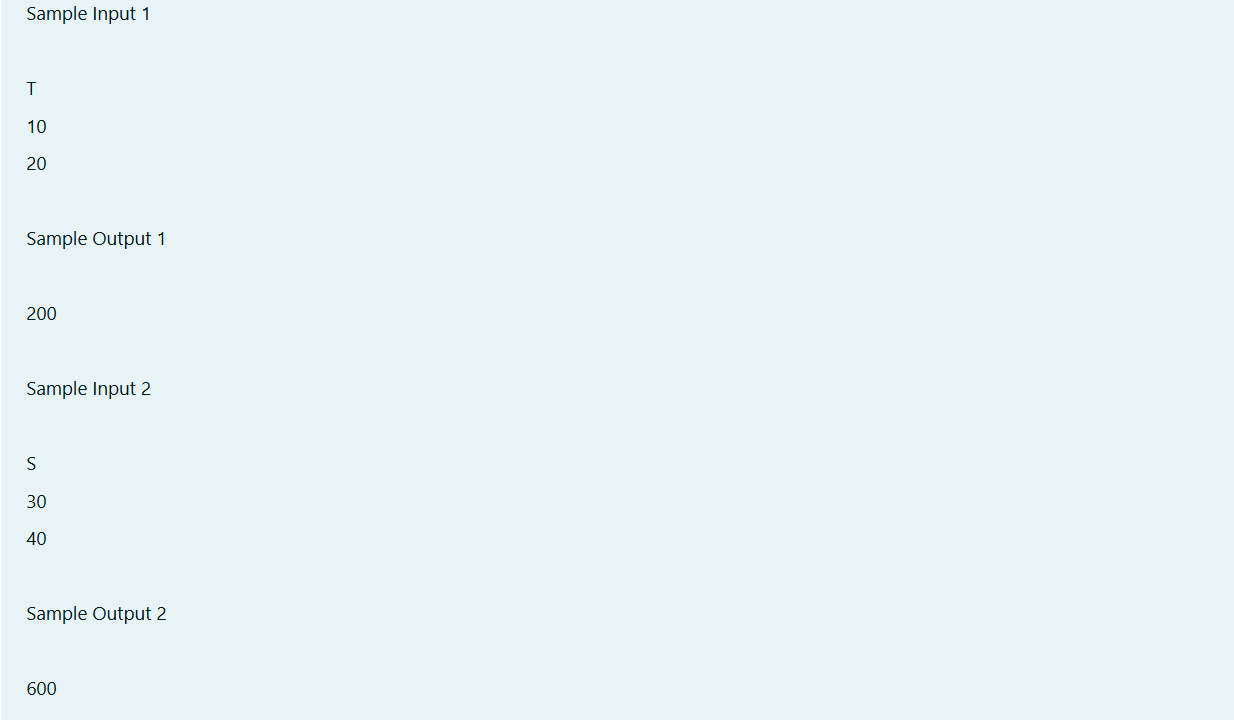 Sample Input 1
T
10
20
Sample Output 1
200
Sample Input 2
S
30
40
Sample Output 2
600